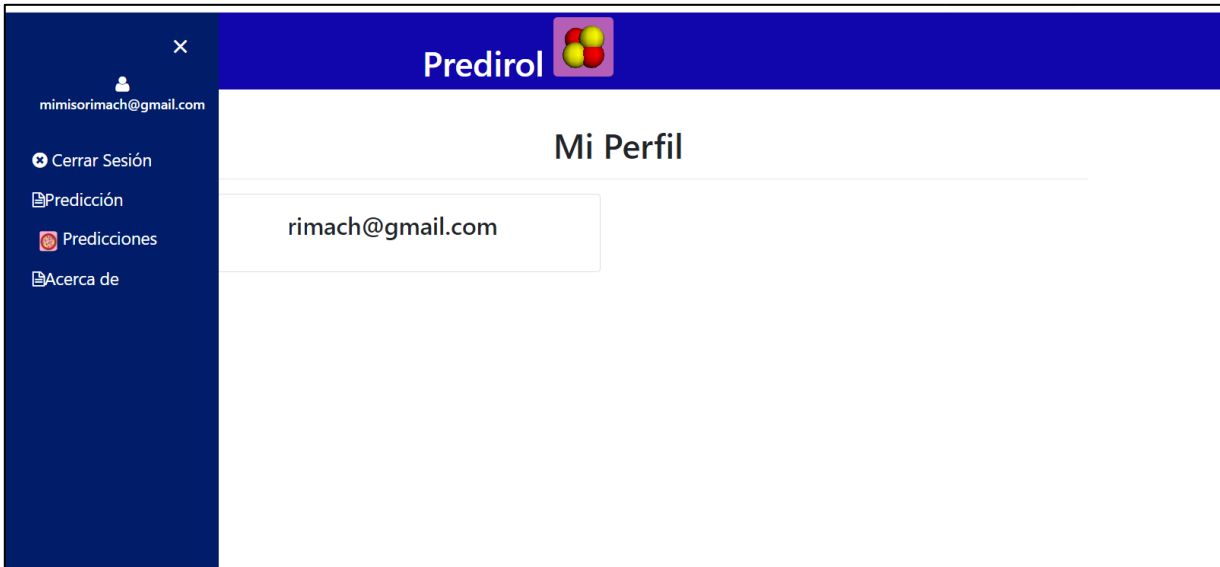 Predirol
mimisorimach@gmail.com
Cerrar Sesión
Predicción
Predicciones
Acerca de
Mi Perfil
rimach@gmail.com